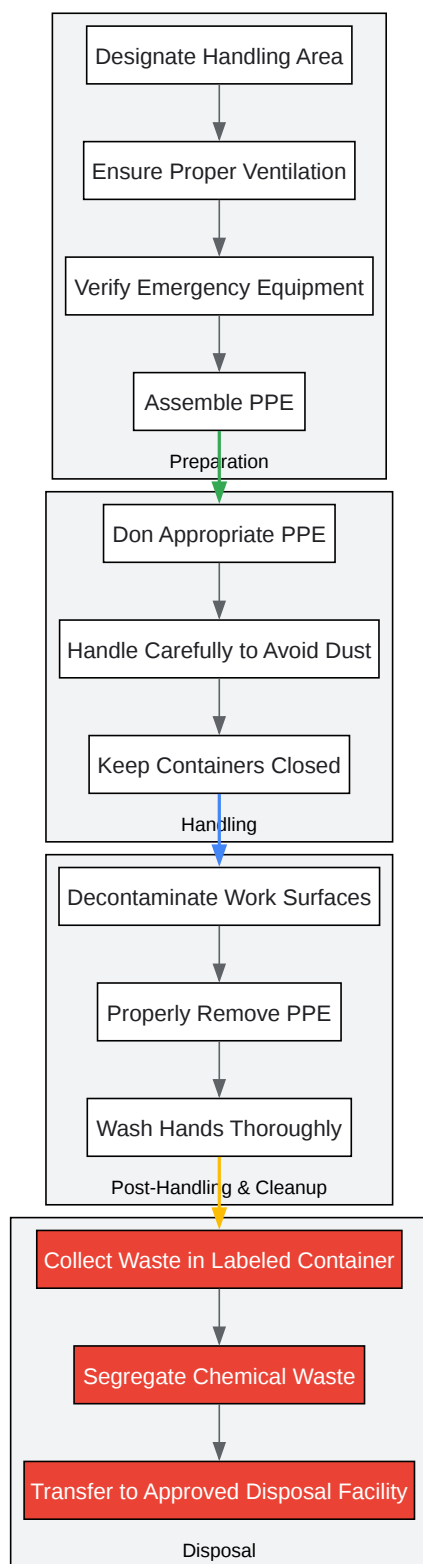 Designate Handling Area
Ensure Proper Ventilation
Verify Emergency Equipment
Assemble PPE
Preparation
Don Appropriate PPE
Handle Carefully to Avoid Dust
Keep Containers Closed
Handling
Decontaminate Work Surfaces
Properly Remove PPE
Wash Hands Thoroughly
Post-Handling & Cleanup
Collect Waste in Labeled Container
Segregate Chemical Waste
Transfer to Approved Disposal Facility
Disposal